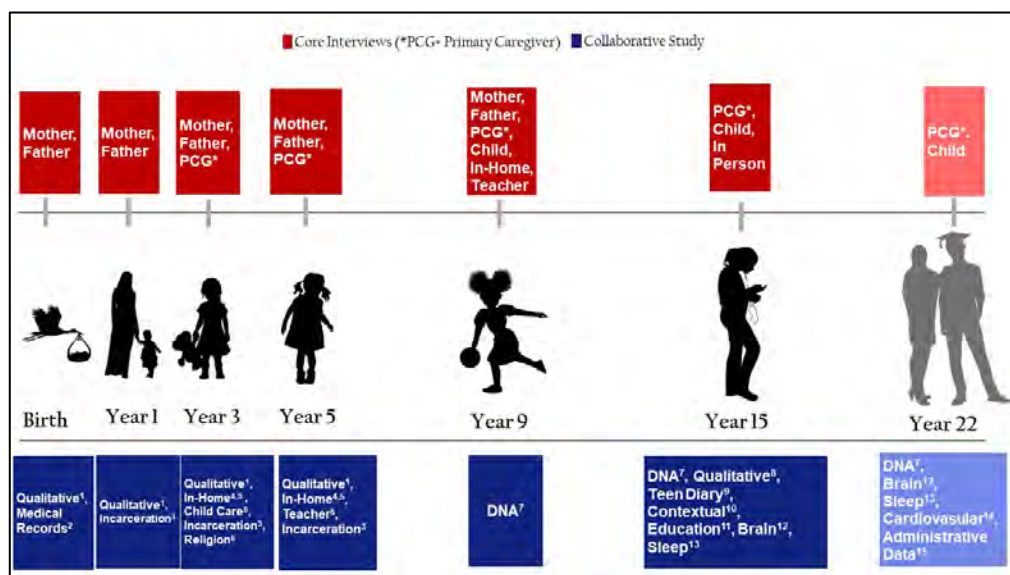 Core Interviews (*PCG= Primary Caregiver) Collaborative Study
Mother,
Father
Mother,
Father
Mother,
Father,
PCG*
Mother,
Father,
PCG*
Mother,
Father,
PCG*,
Child,
In-Home,
Teacher
PCG*,
Child,
In
Person
PCG*,
Child
Birth
Year 1
Year 3
Year 5
Year 9
Year 15
Year 22
Qualitative¹,
Medical
Records²
Qualitative¹,
Incarceration³
Qualitative¹,
In-Home⁴,⁵,
Child Care⁶,
Incarceration³,
Religion⁶
Qualitative¹,
In-Home⁴,⁵,
Teacher⁶,
Incarceration³
DNA⁷
DNA⁷, Qualitative⁸,
Teen Diary⁹,
Contextual¹⁰,
Education¹¹, Brain¹²,
Sleep¹³
DNA⁷,
Brain¹²,
Sleep¹³,
Cardiovasular¹⁴,
Administrative
Data¹⁵